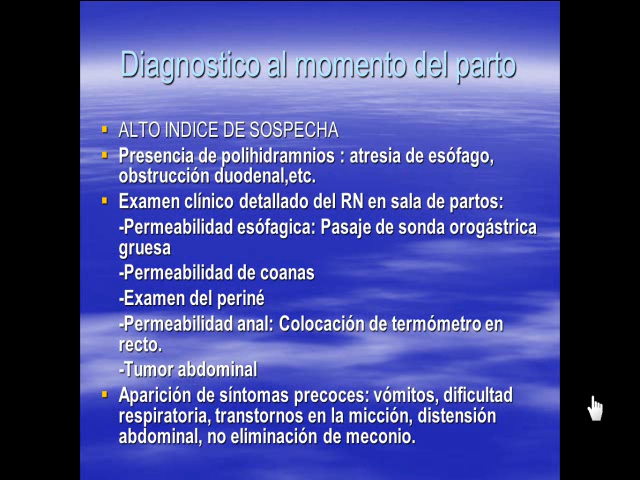 Diagnostico al momento del parto
ALTO INDICE DE SOSPECHA
Presencia de polihidramnios : atresia de esófago,
obstrucción duodenal,etc.
Examen clínico detallado del RN en sala de partos:
-Permeabilidad esófagica: Pasaje de sonda orogástrica
gruesa
-Permeabilidad de coanas
-Examen del periné
-Permeabilidad anal: Colocación de termómetro en
recto.
-Tumor abdominal
Aparición de síntomas precoces: vómitos, dificultad
respiratoria, transtornos en la micción, distensión
abdominal, no eliminación de meconio.